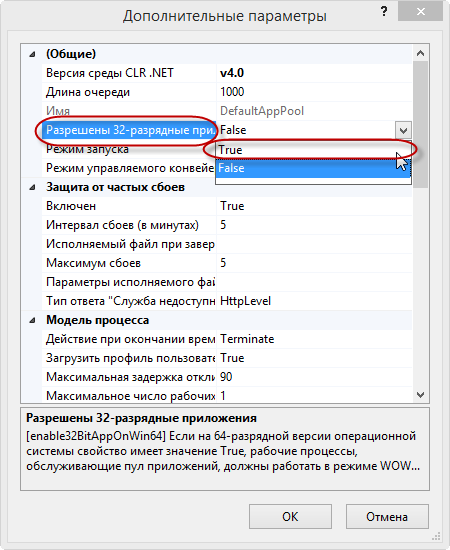 Дополнительные параметры
(Общие)
Версия среды CLR .NET v4.0
Длина очереди 1000
Имя DefaultAppPool
Разрешены 32-разрядные при False
Режим запуска True
Режим управляемого конвейе False
Защита от частых сбоев
Включен True
Интервал сбоев (в минутах) 5
Исполняемый файл при завер
Максимум сбоев 5
Параметры исполняемого фай
Тип ответа "Служба недоступн HttpLevel
Модель процесса
Действие при окончании врем Terminate
Загрузить профиль пользовате True
Максимальная задержка откли 90
Максимальное число рабочих 1
Разрешены 32-разрядные приложения
[enable32BitAppOnWin64] Если на 64-разрядной версии операционной
системы свойство имеет значение True, рабочие процессы,
обслуживающие пул приложений, должны работать в режиме WOW...
OK Отмена